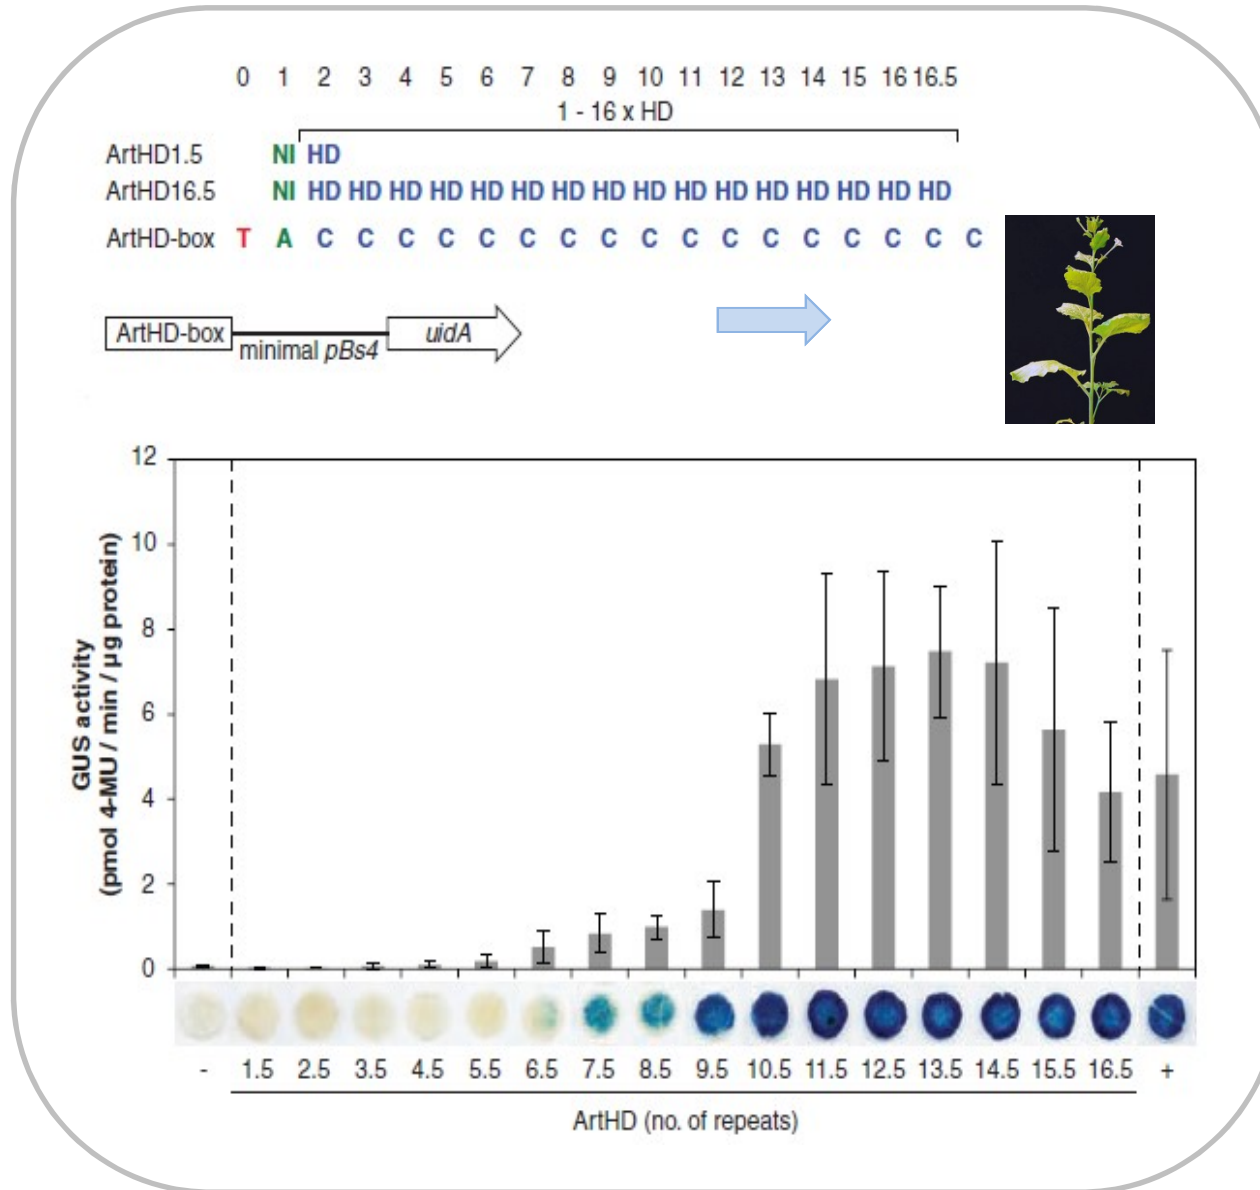 0 1 2 3 4 5 6 7 8 9 10 11 12 13 14 15 16 16.5
1 - 16 x HD
ArtHD1.5 NI HD
ArtHD16.5 NI HD HD HD HD HD HD HD HD HD HD HD HD HD HD HD HD
ArtHD-box T A C C C C C C C C C C C C C C C C C
ArtHD-box minimal pBs4 uidA
GUS activity
(pmol 4-MU / min / µg protein)
12
10
8
6
4
2
0
- 1.5 2.5 3.5 4.5 5.5 6.5 7.5 8.5 9.5 10.5 11.5 12.5 13.5 14.5 15.5 16.5 +
ArtHD (no. of repeats)